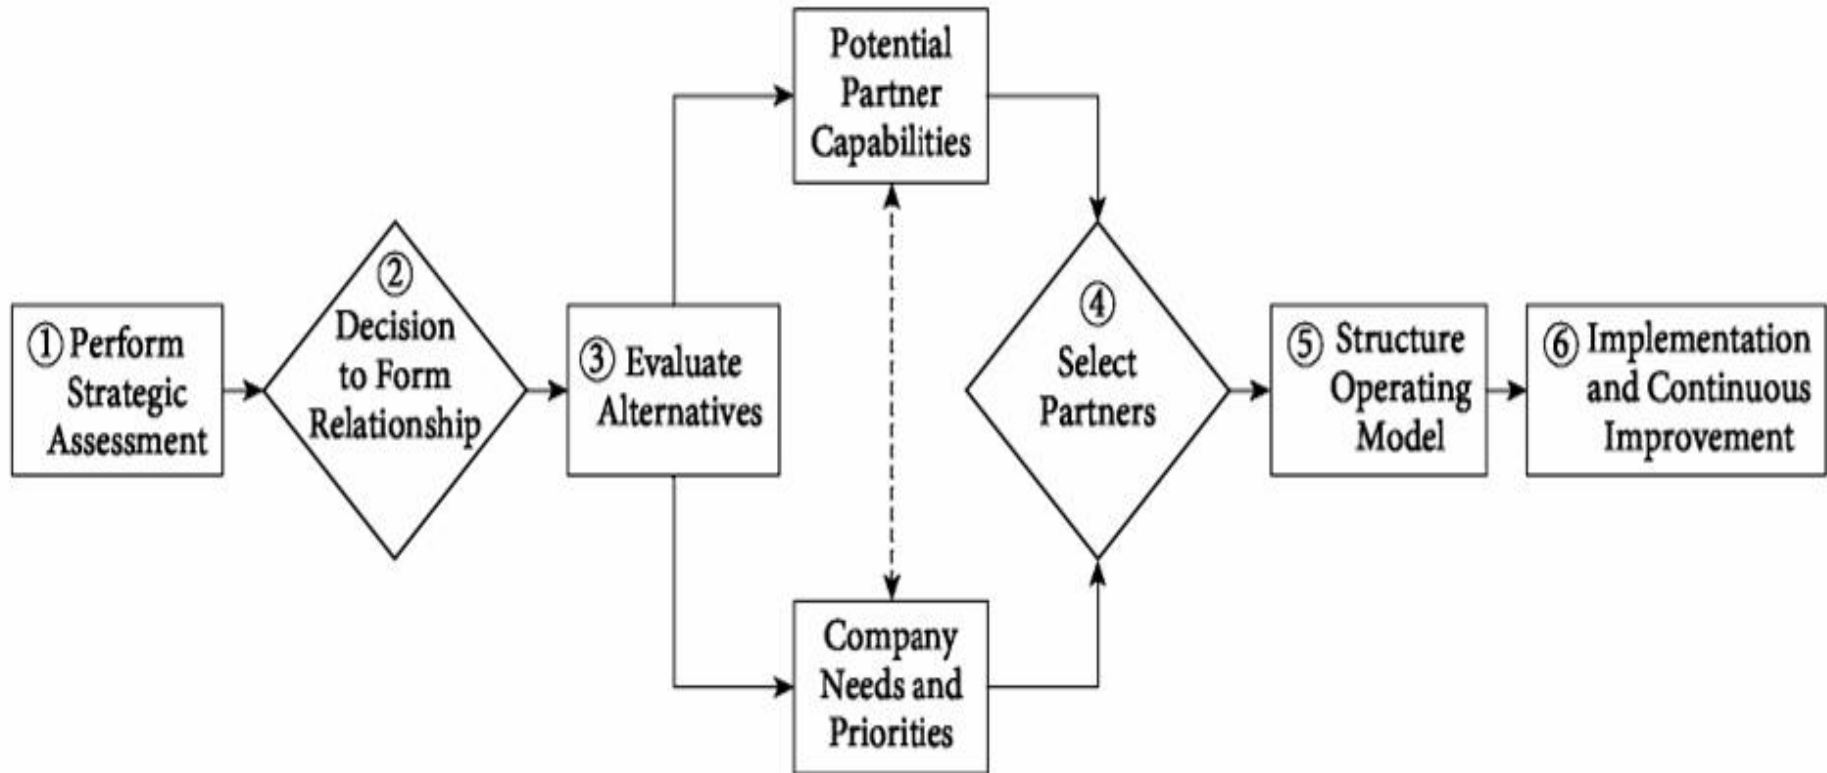 ① Perform
Strategic
Assessment
②
Decision
to Form
Relationship
③ Evaluate
Alternatives
Potential
Partner
Capabilities
Company
Needs and
Priorities
④
Select
Partners
⑤ Structure
Operating
Model
⑥ Implementation
and Continuous
Improvement